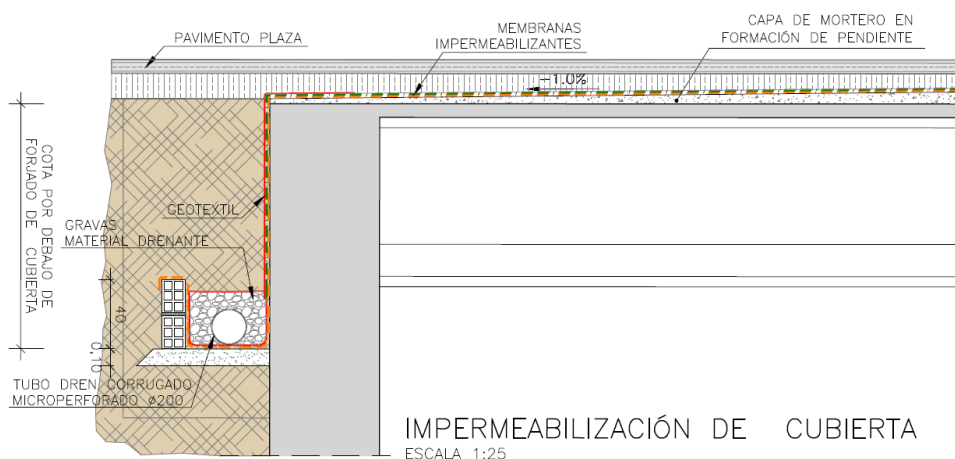 PAVIMENTO PLAZA
MEMBRANAS
IMPERMEABILIZANTES
CAPA DE MORTERO EN
FORMACIÓN DE PENDIENTE
-1.0%
COTA POR DEBAJO DE
FORJADO DE CUBIERTA
GEOTEXTIL
GRAVAS
MATERIAL DRENANTE
40
0,10
TUBO DREN CORRUGADO
MICROPERFORADO Ø200
IMPERMEABILIZACIÓN DE CUBIERTA
ESCALA 1:25